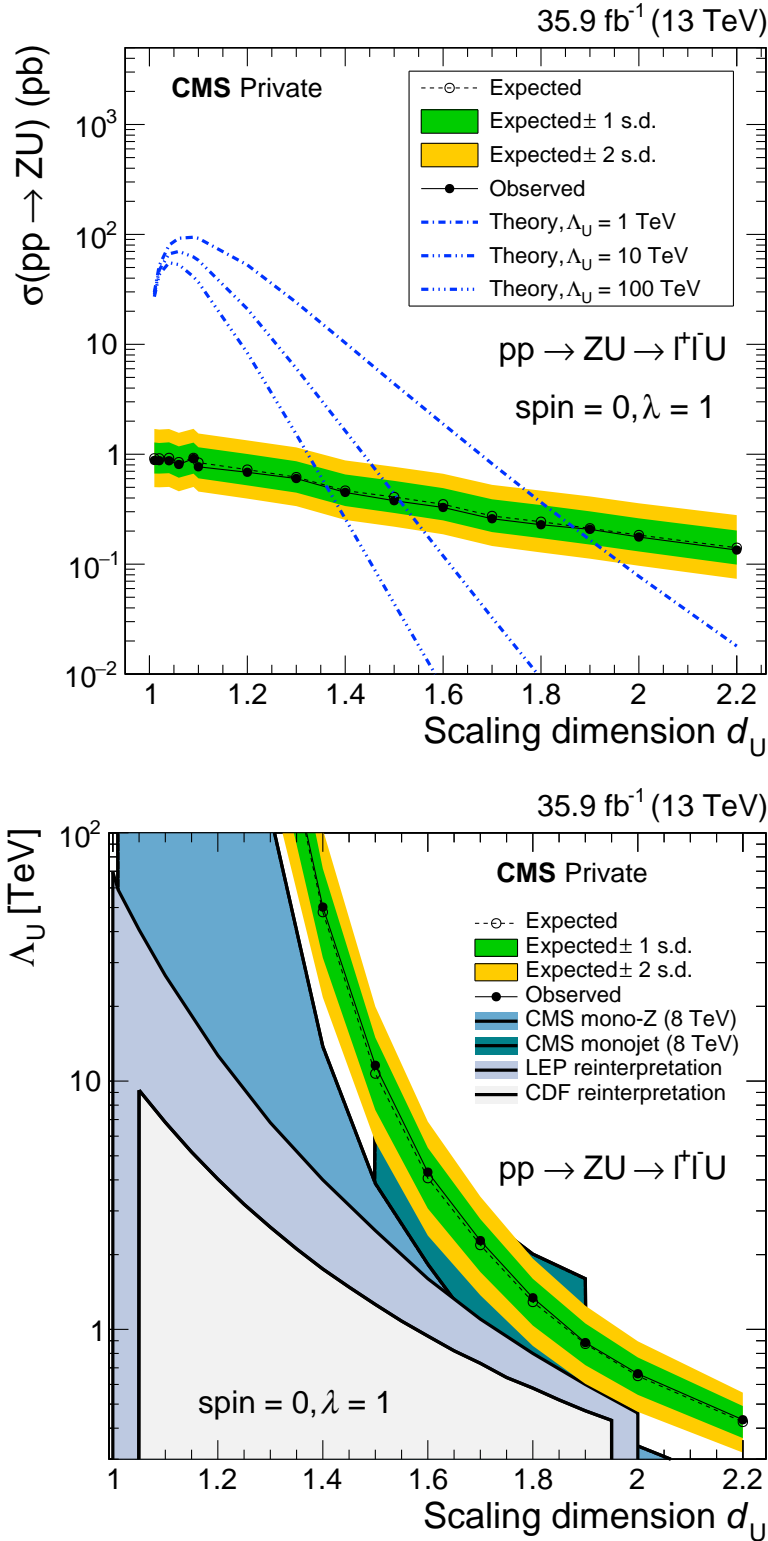 35.9 fb⁻¹ (13 TeV)
σ(pp → ZU) (pb)
CMS Private
Expected
Expected± 1 s.d.
Expected± 2 s.d.
Observed
Theory, Λ_U = 1 TeV
Theory, Λ_U = 10 TeV
Theory, Λ_U = 100 TeV
pp → ZU → l⁺l⁻U
spin = 0, λ = 1
10³
10²
10
1
10⁻¹
10⁻²
1 1.2 1.4 1.6 1.8 2 2.2
Scaling dimension d_U
35.9 fb⁻¹ (13 TeV)
Λ_U [TeV]
CMS Private
Expected
Expected± 1 s.d.
Expected± 2 s.d.
Observed
CMS mono-Z (8 TeV)
CMS monojet (8 TeV)
LEP reinterpretation
CDF reinterpretation
pp → ZU → l⁺l⁻U
spin = 0, λ = 1
10²
10
1
1 1.2 1.4 1.6 1.8 2 2.2
Scaling dimension d_U